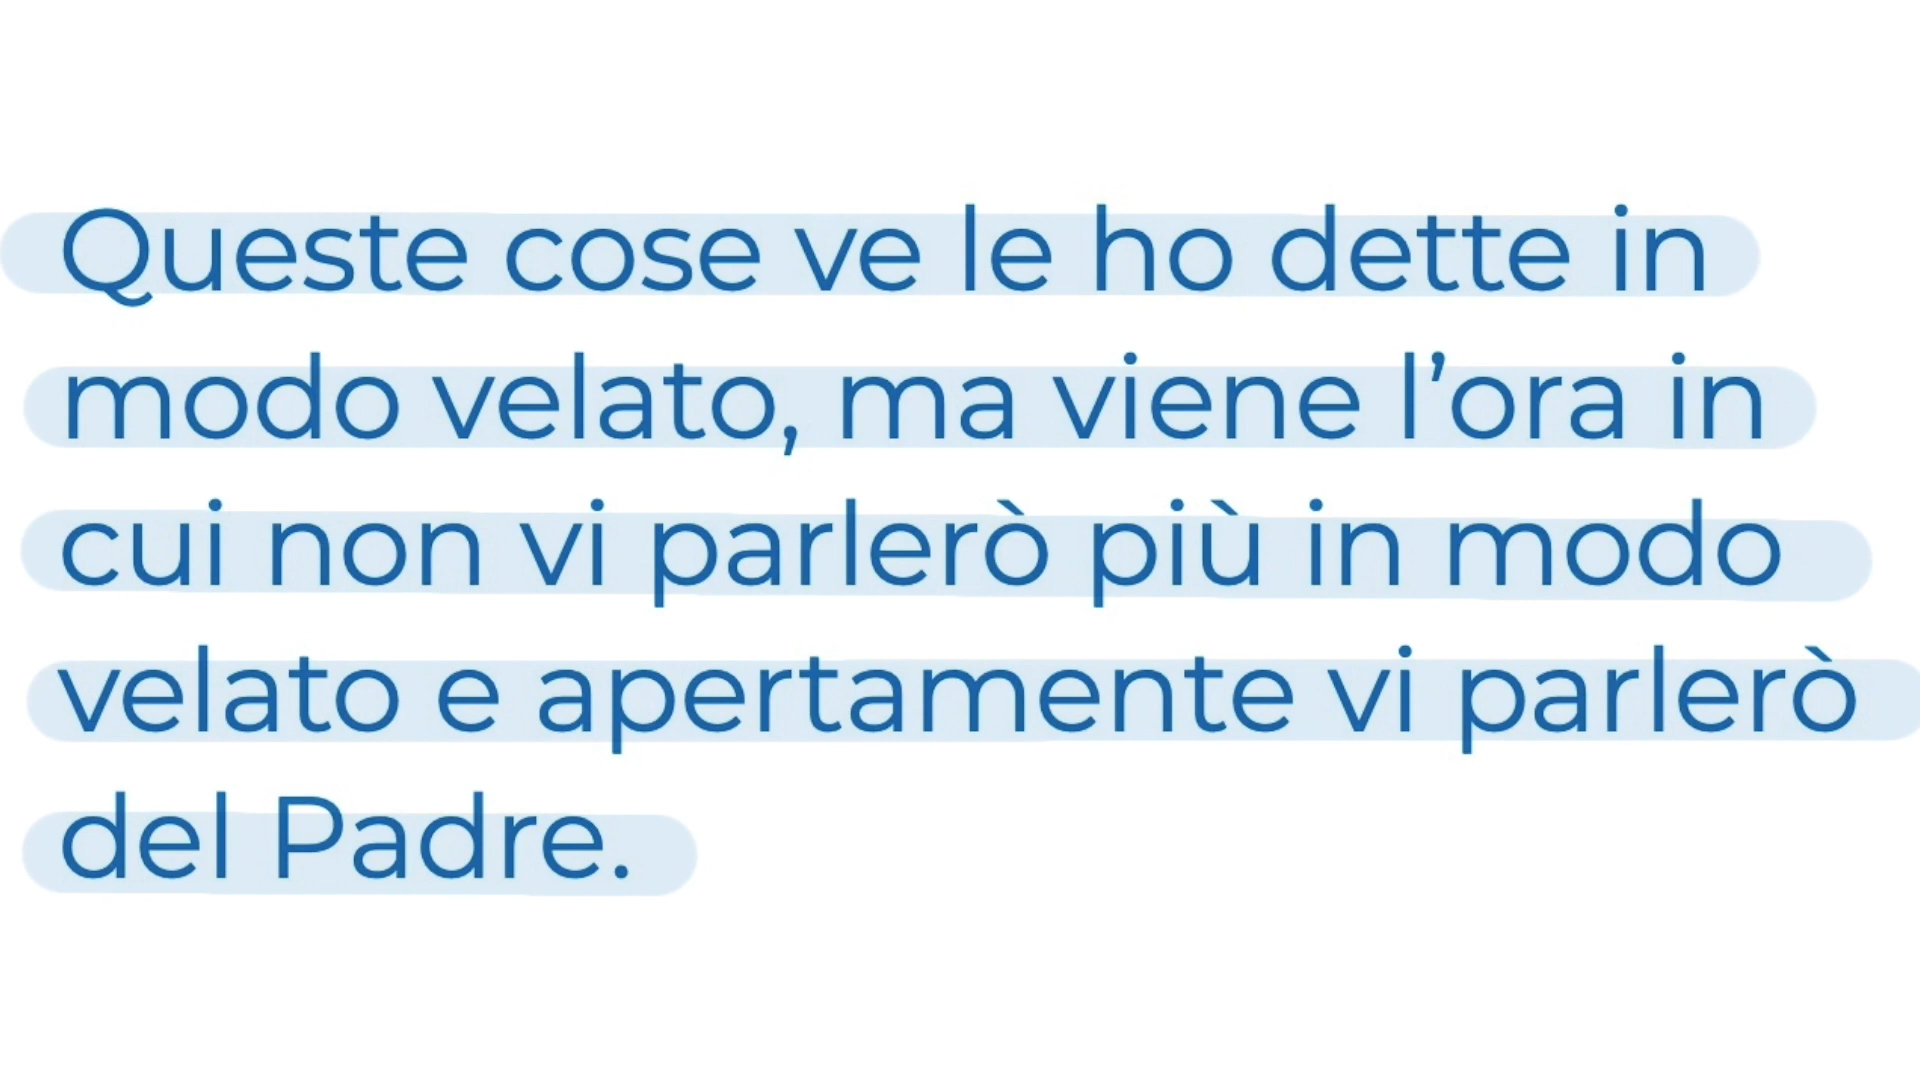 Queste cose ve le ho dette in
modo velato, ma viene l’ora in
cui non vi parlerò più in modo
velato e apertamente vi parlerò
del Padre.